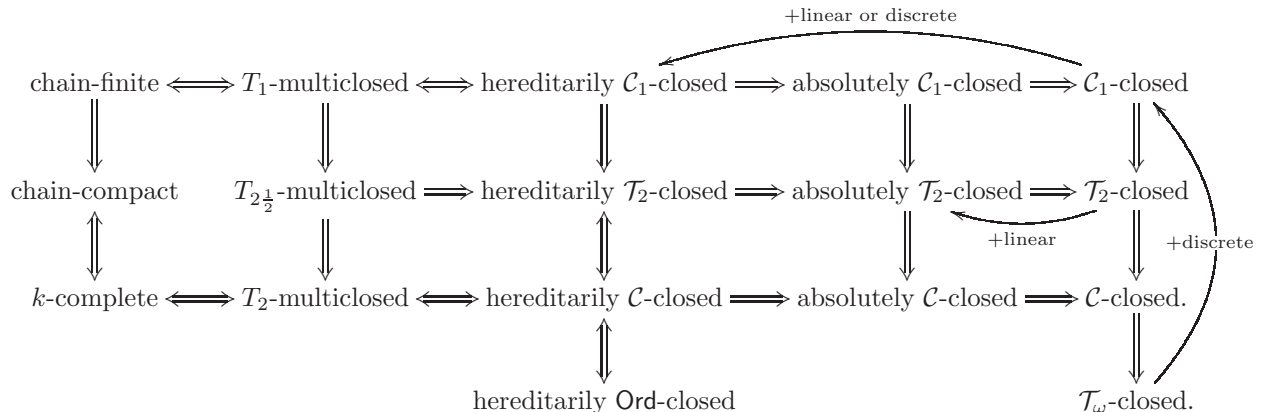 +linear or discrete
chain-finite ⟺ T₁-multiclosed ⟺ hereditarily 𝒞₁-closed ⟹ absolutely 𝒞₁-closed ⟹ 𝒞₁-closed
chain-compact T₂½-multiclosed ⟹ hereditarily 𝒯₂-closed ⟹ absolutely 𝒯₂-closed ⟹ 𝒯₂-closed
+linear +discrete
k-complete ⟺ T₂-multiclosed ⟺ hereditarily 𝒞-closed ⟹ absolutely 𝒞-closed ⟹ 𝒞-closed.
hereditarily Ord-closed 𝒯_ω-closed.